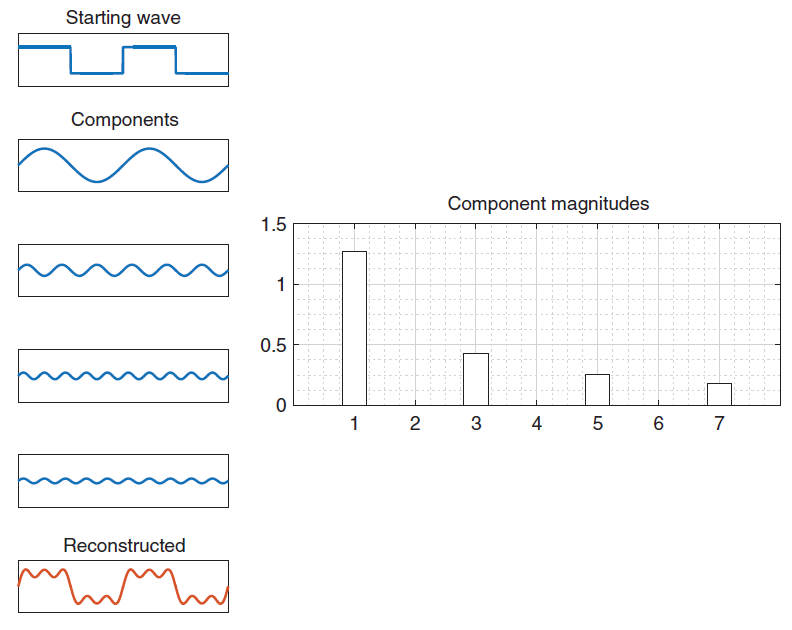 Starting wave
Components
Component magnitudes
1.5
1
0.5
0
1 2 3 4 5 6 7
Reconstructed